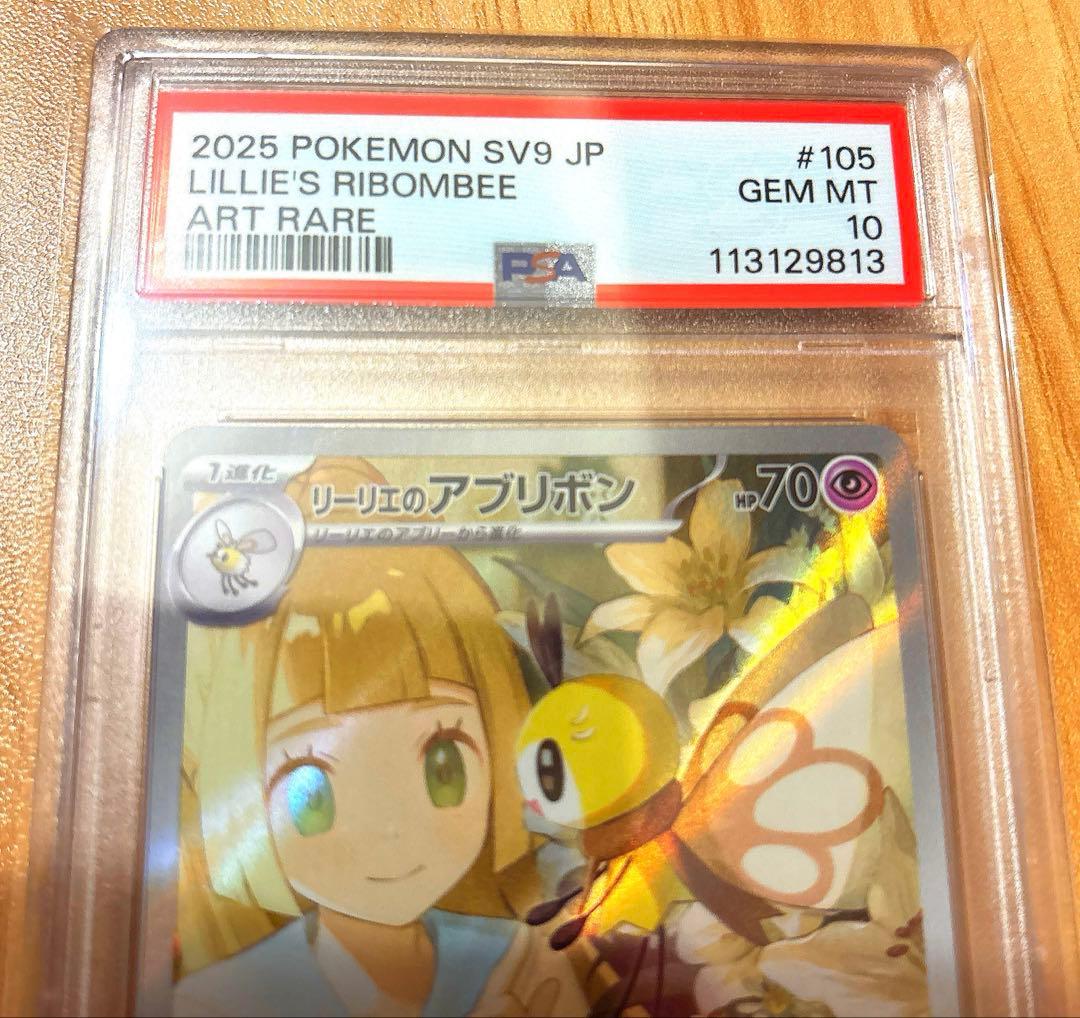 2025 POKEMON SV9 JP
#105
LILLIE'S RIBOMBEE
GEM MT
ART RARE
10
PSA
113129813
1進化
リーリエのアブリボン
HP70
リーリエのアブリーから進化